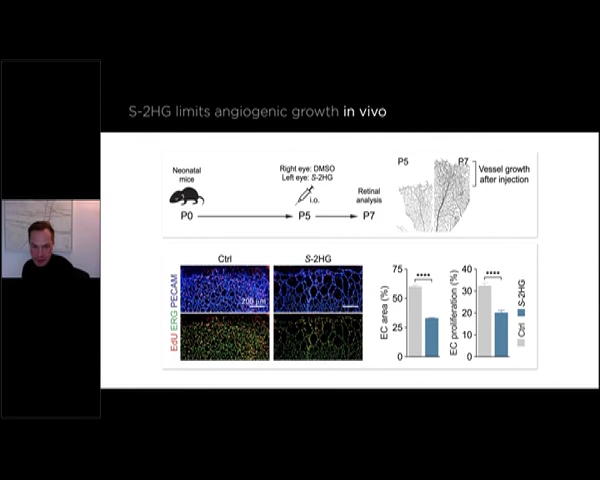 S-2HG limits angiogenic growth in vivo
Neonatal
mice
P0
Right eye: DMSO
Left eye: S-2HG
i.o.
P5
Retinal
analysis
P7
P5
P7
Vessel growth
after injection
Ctrl
S-2HG
200 µm
EdU ERG PECAM
EC area (%)
75
50
25
0
****
EC proliferation (%)
40
30
20
10
0
****
Ctrl
S-2HG